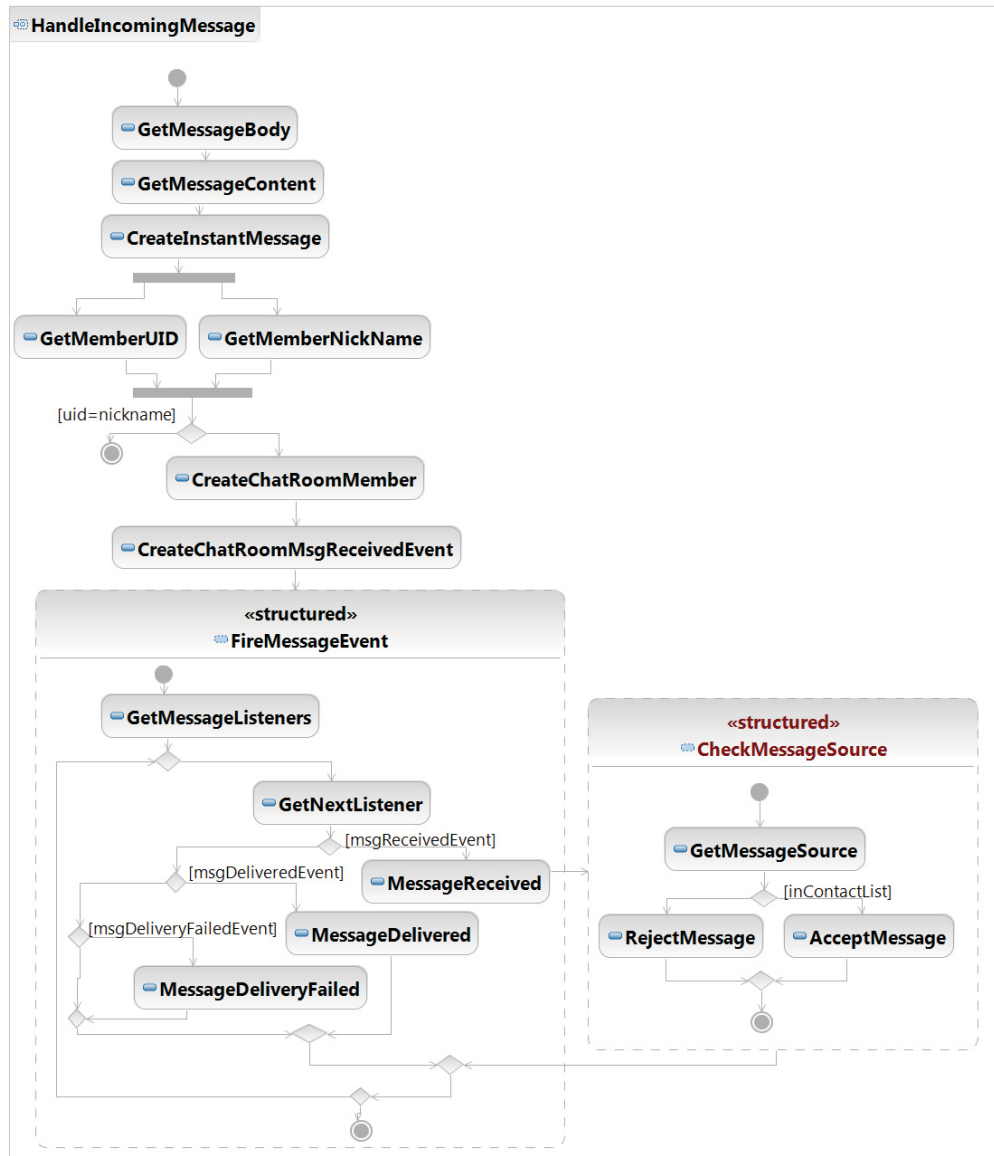 HandleIncomingMessage
GetMessageBody
GetMessageContent
CreateInstantMessage
GetMemberUID
GetMemberNickName
[uid=nickname]
CreateChatRoomMember
CreateChatRoomMsgReceivedEvent
«structured»
FireMessageEvent
GetMessageListeners
GetNextListener
[msgReceivedEvent]
[msgDeliveredEvent]
MessageReceived
[msgDeliveryFailedEvent]
MessageDelivered
MessageDeliveryFailed
«structured»
CheckMessageSource
GetMessageSource
[inContactList]
RejectMessage
AcceptMessage